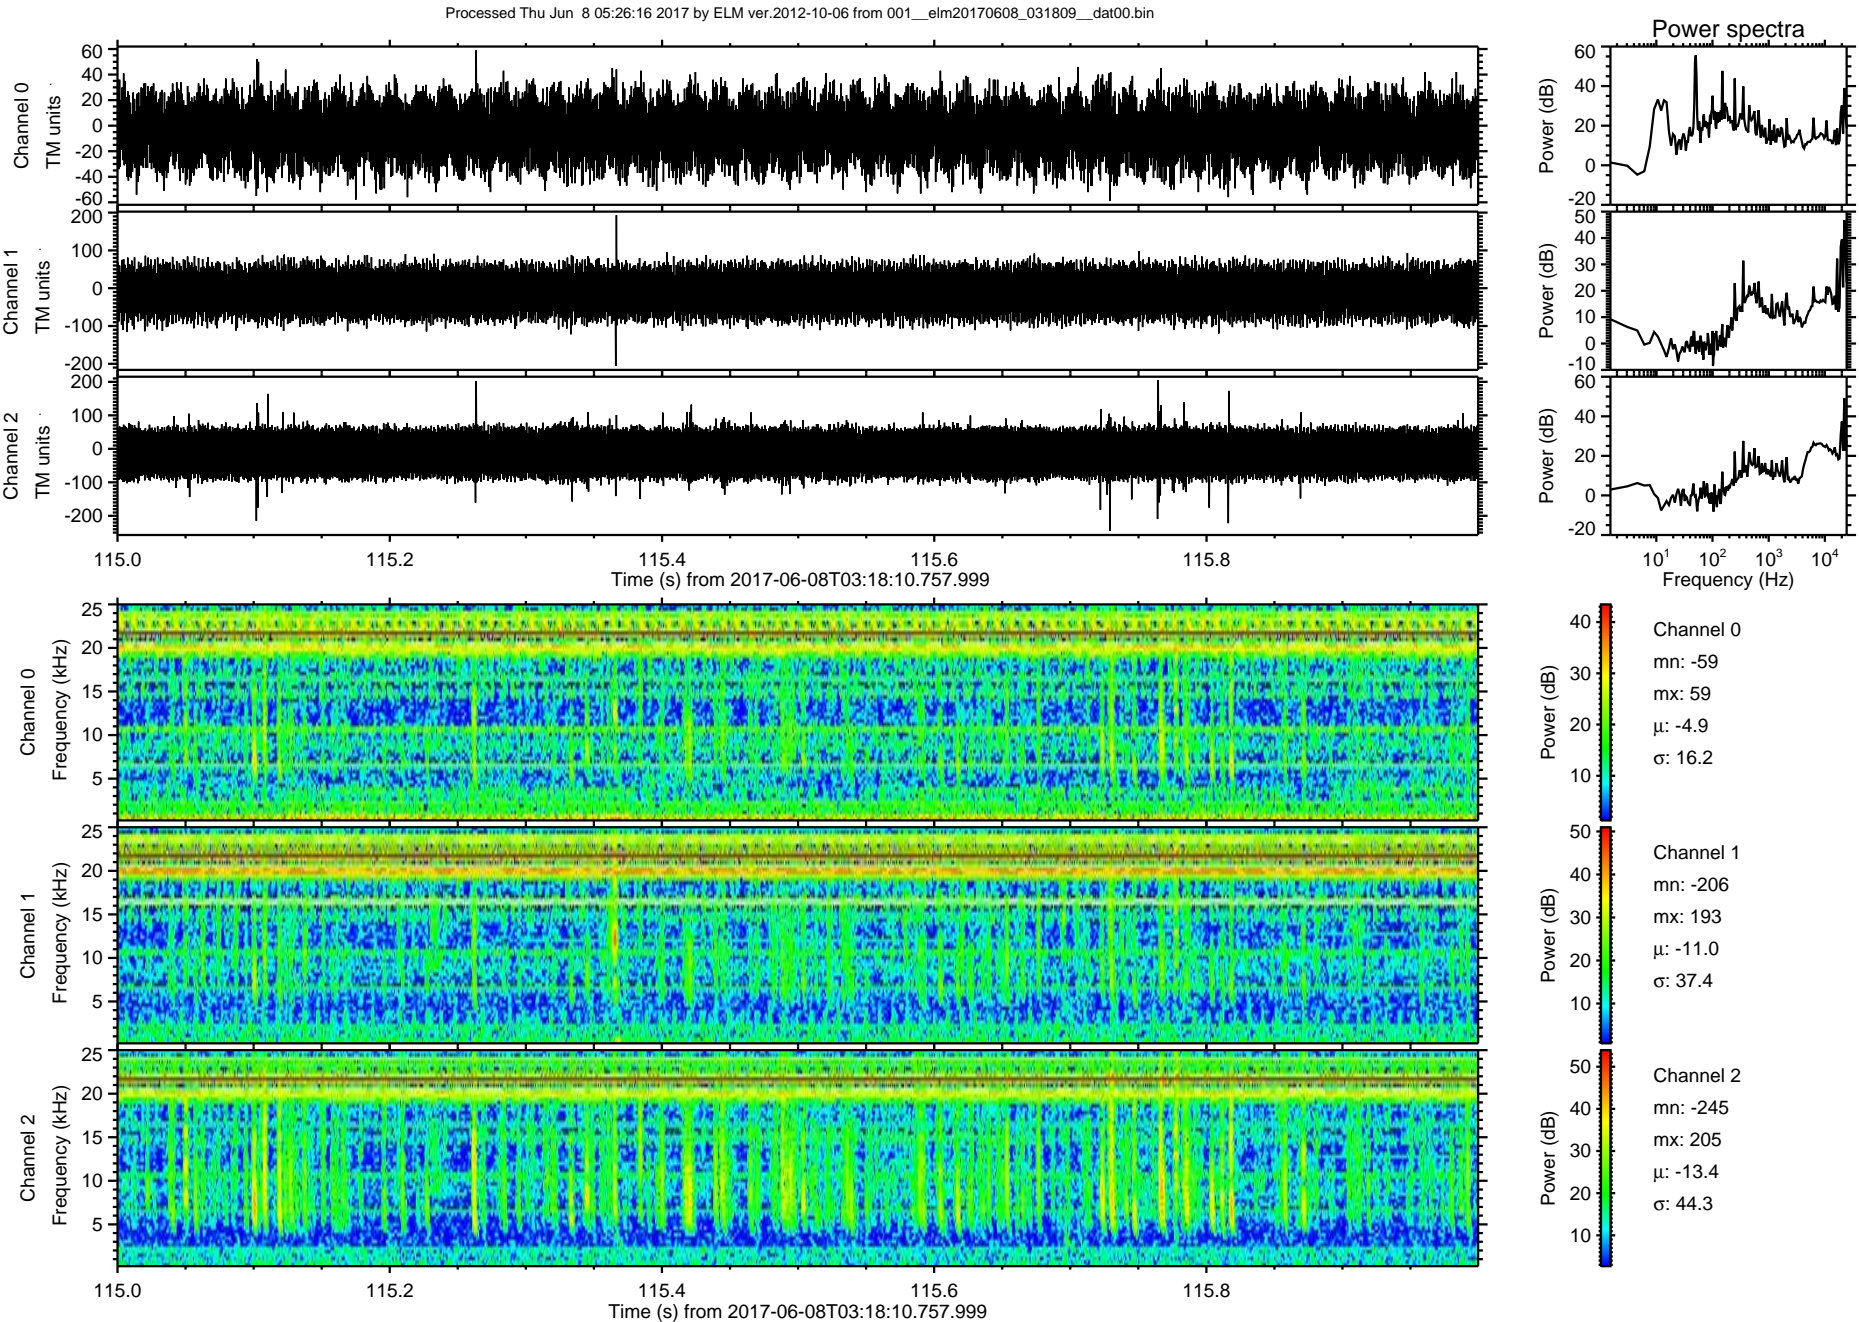 Processed Thu Jun  8 05:26:16 2017 by ELM ver.2012-10-06 from 001__elm20170608_031809__dat00.bin
Power spectra
Channel 0
TM units
60
40
20
0
-20
-40
-60
Power (dB)
60
40
20
0
-20
Channel 1
TM units
200
100
0
-100
-200
Power (dB)
50
40
30
20
10
0
-10
Channel 2
TM units
200
100
0
-100
-200
Power (dB)
60
40
20
0
-20
115.0 115.2 115.4 115.6 115.8
Time (s) from 2017-06-08T03:18:10.757.999
10¹ 10² 10³ 10⁴
Frequency (Hz)
Channel 0
Frequency (kHz)
25
20
15
10
5
Power (dB)
40
30
20
10
Channel 0
mn: -59
mx: 59
µ: -4.9
σ: 16.2
Channel 1
Frequency (kHz)
25
20
15
10
5
Power (dB)
50
40
30
20
10
Channel 1
mn: -206
mx: 193
µ: -11.0
σ: 37.4
Channel 2
Frequency (kHz)
25
20
15
10
5
Power (dB)
50
40
30
20
10
Channel 2
mn: -245
mx: 205
µ: -13.4
σ: 44.3
115.0 115.2 115.4 115.6 115.8
Time (s) from 2017-06-08T03:18:10.757.999